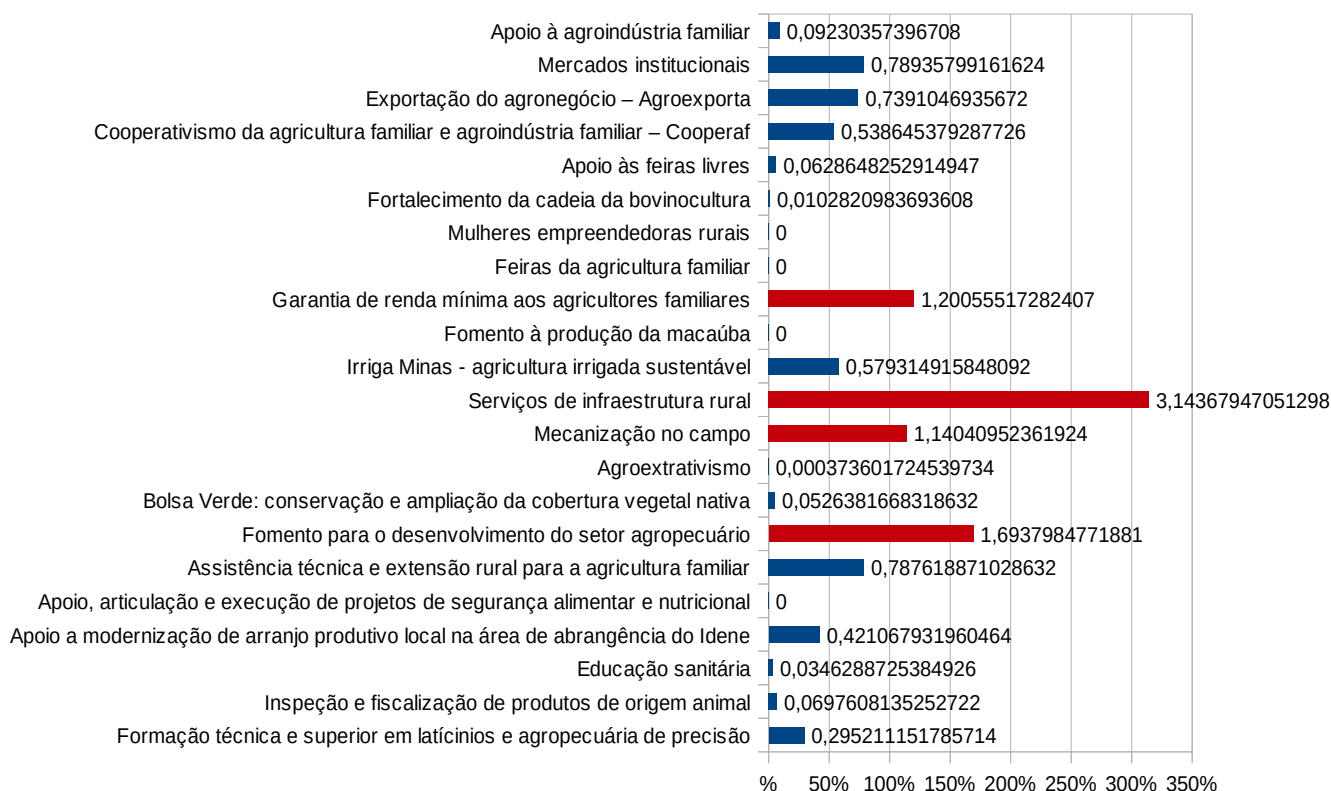 Apoio à agroindústria familiar 0,09230357396708
Mercados institucionais 0,78935799161624
Exportação do agronegócio – Agroexporta 0,7391046935672
Cooperativismo da agricultura familiar e agroindústria familiar – Cooperaf 0,538645379287726
Apoio às feiras livres 0,0628648252914947
Fortalecimento da cadeia da bovinocultura 0,0102820983693608
Mulheres empreendedoras rurais 0
Feiras da agricultura familiar 0
Garantia de renda mínima aos agricultores familiares 1,20055517282407
Fomento à produção da macaúba 0
Irriga Minas - agricultura irrigada sustentável 0,579314915848092
Serviços de infraestrutura rural 3,14367947051298
Mecanização no campo 1,14040952361924
Agroextrativismo 0,000373601724539734
Bolsa Verde: conservação e ampliação da cobertura vegetal nativa 0,0526381668318632
Fomento para o desenvolvimento do setor agropecuário 1,6937984771881
Assistência técnica e extensão rural para a agricultura familiar 0,787618871028632
Apoio, articulação e execução de projetos de segurança alimentar e nutricional 0
Apoio a modernização de arranjo produtivo local na área de abrangência do Idene 0,421067931960464
Educação sanitária 0,0346288725384926
Inspeção e fiscalização de produtos de origem animal 0,0697608135252722
Formação técnica e superior em latícinios e agropecuária de precisão 0,295211151785714
% 50% 100% 150% 200% 250% 300% 350%